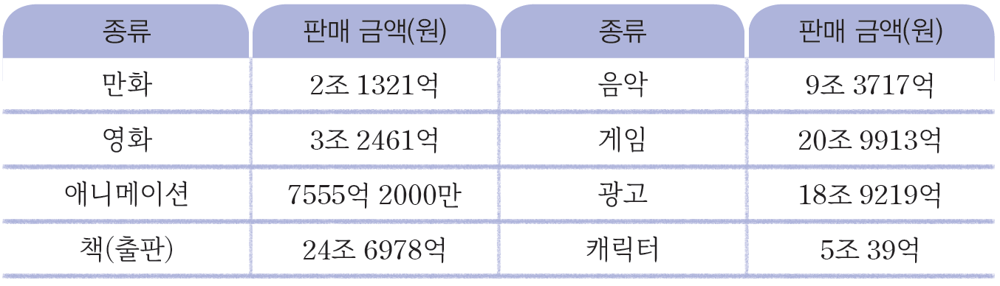 종류 판매 금액(원) 종류 판매 금액(원)
만화 2조 1321억 음악 9조 3717억
영화 3조 2461억 게임 20조 9913억
애니메이션 7555억 2000만 광고 18조 9219억
책(출판) 24조 6978억 캐릭터 5조 39억